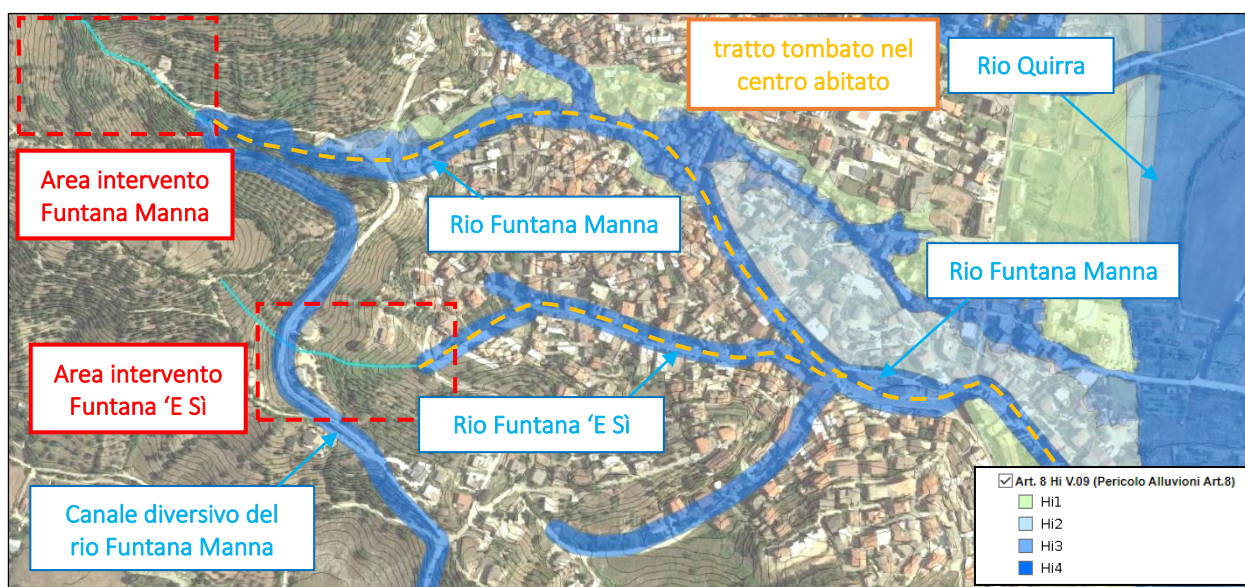 tratto tombato nel
centro abitato
Rio Quirra
Area intervento
Funtana Manna
Rio Funtana Manna
Rio Funtana Manna
Area intervento
Funtana ‘E Sì
Rio Funtana ‘E Sì
Canale diversivo del
rio Funtana Manna
Art. 8 Hi V.09 (Pericolo Alluvioni Art.8)
Hi1
Hi2
Hi3
Hi4